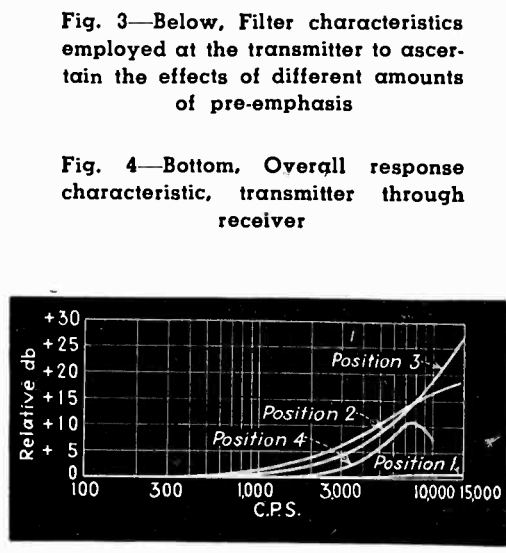 Fig. 3—Below, Filter characteristics
employed at the transmitter to ascer-
tain the effects of different amounts
of pre-emphasis
Fig. 4—Bottom, Overall response
characteristic, transmitter through
receiver
+30
+25
+20
+15
+10
+ 5
0
Relative db
Position 3
Position 2
Position 4
Position 1
100 300 1,000 3,000 10,000 15,000
C.P.S.